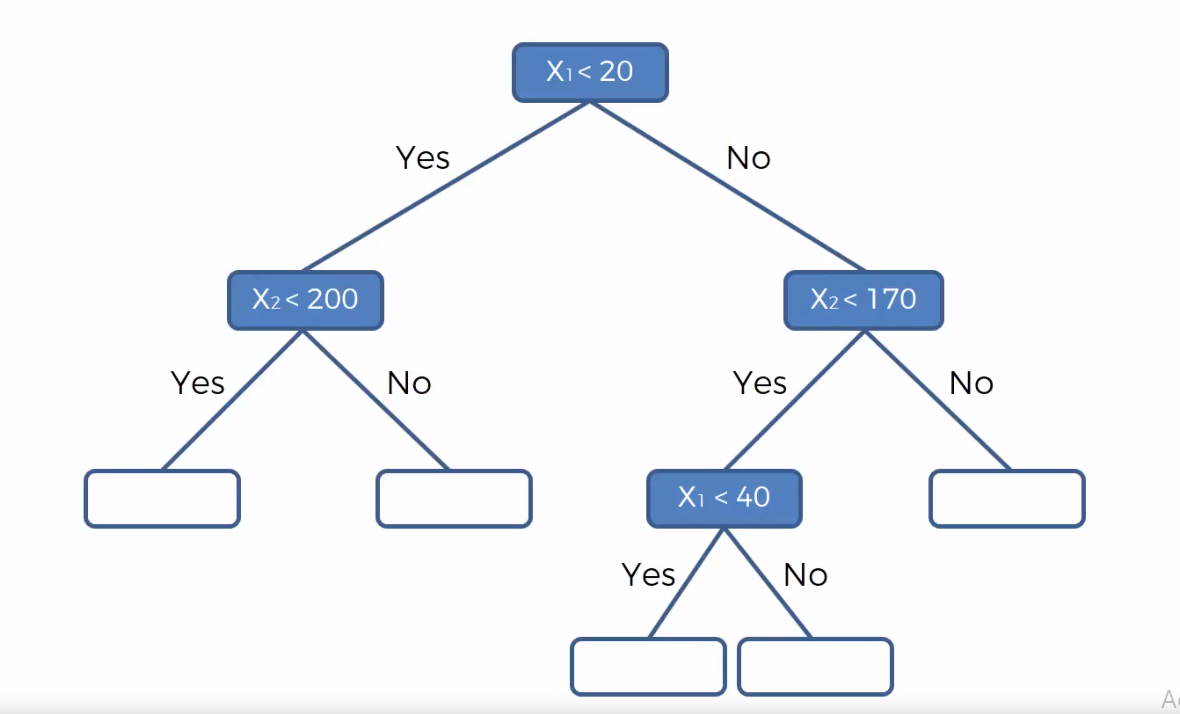 X₁ < 20
Yes
No
X₂ < 200
X₂ < 170
Yes
No
Yes
No
X₁ < 40
Yes
No